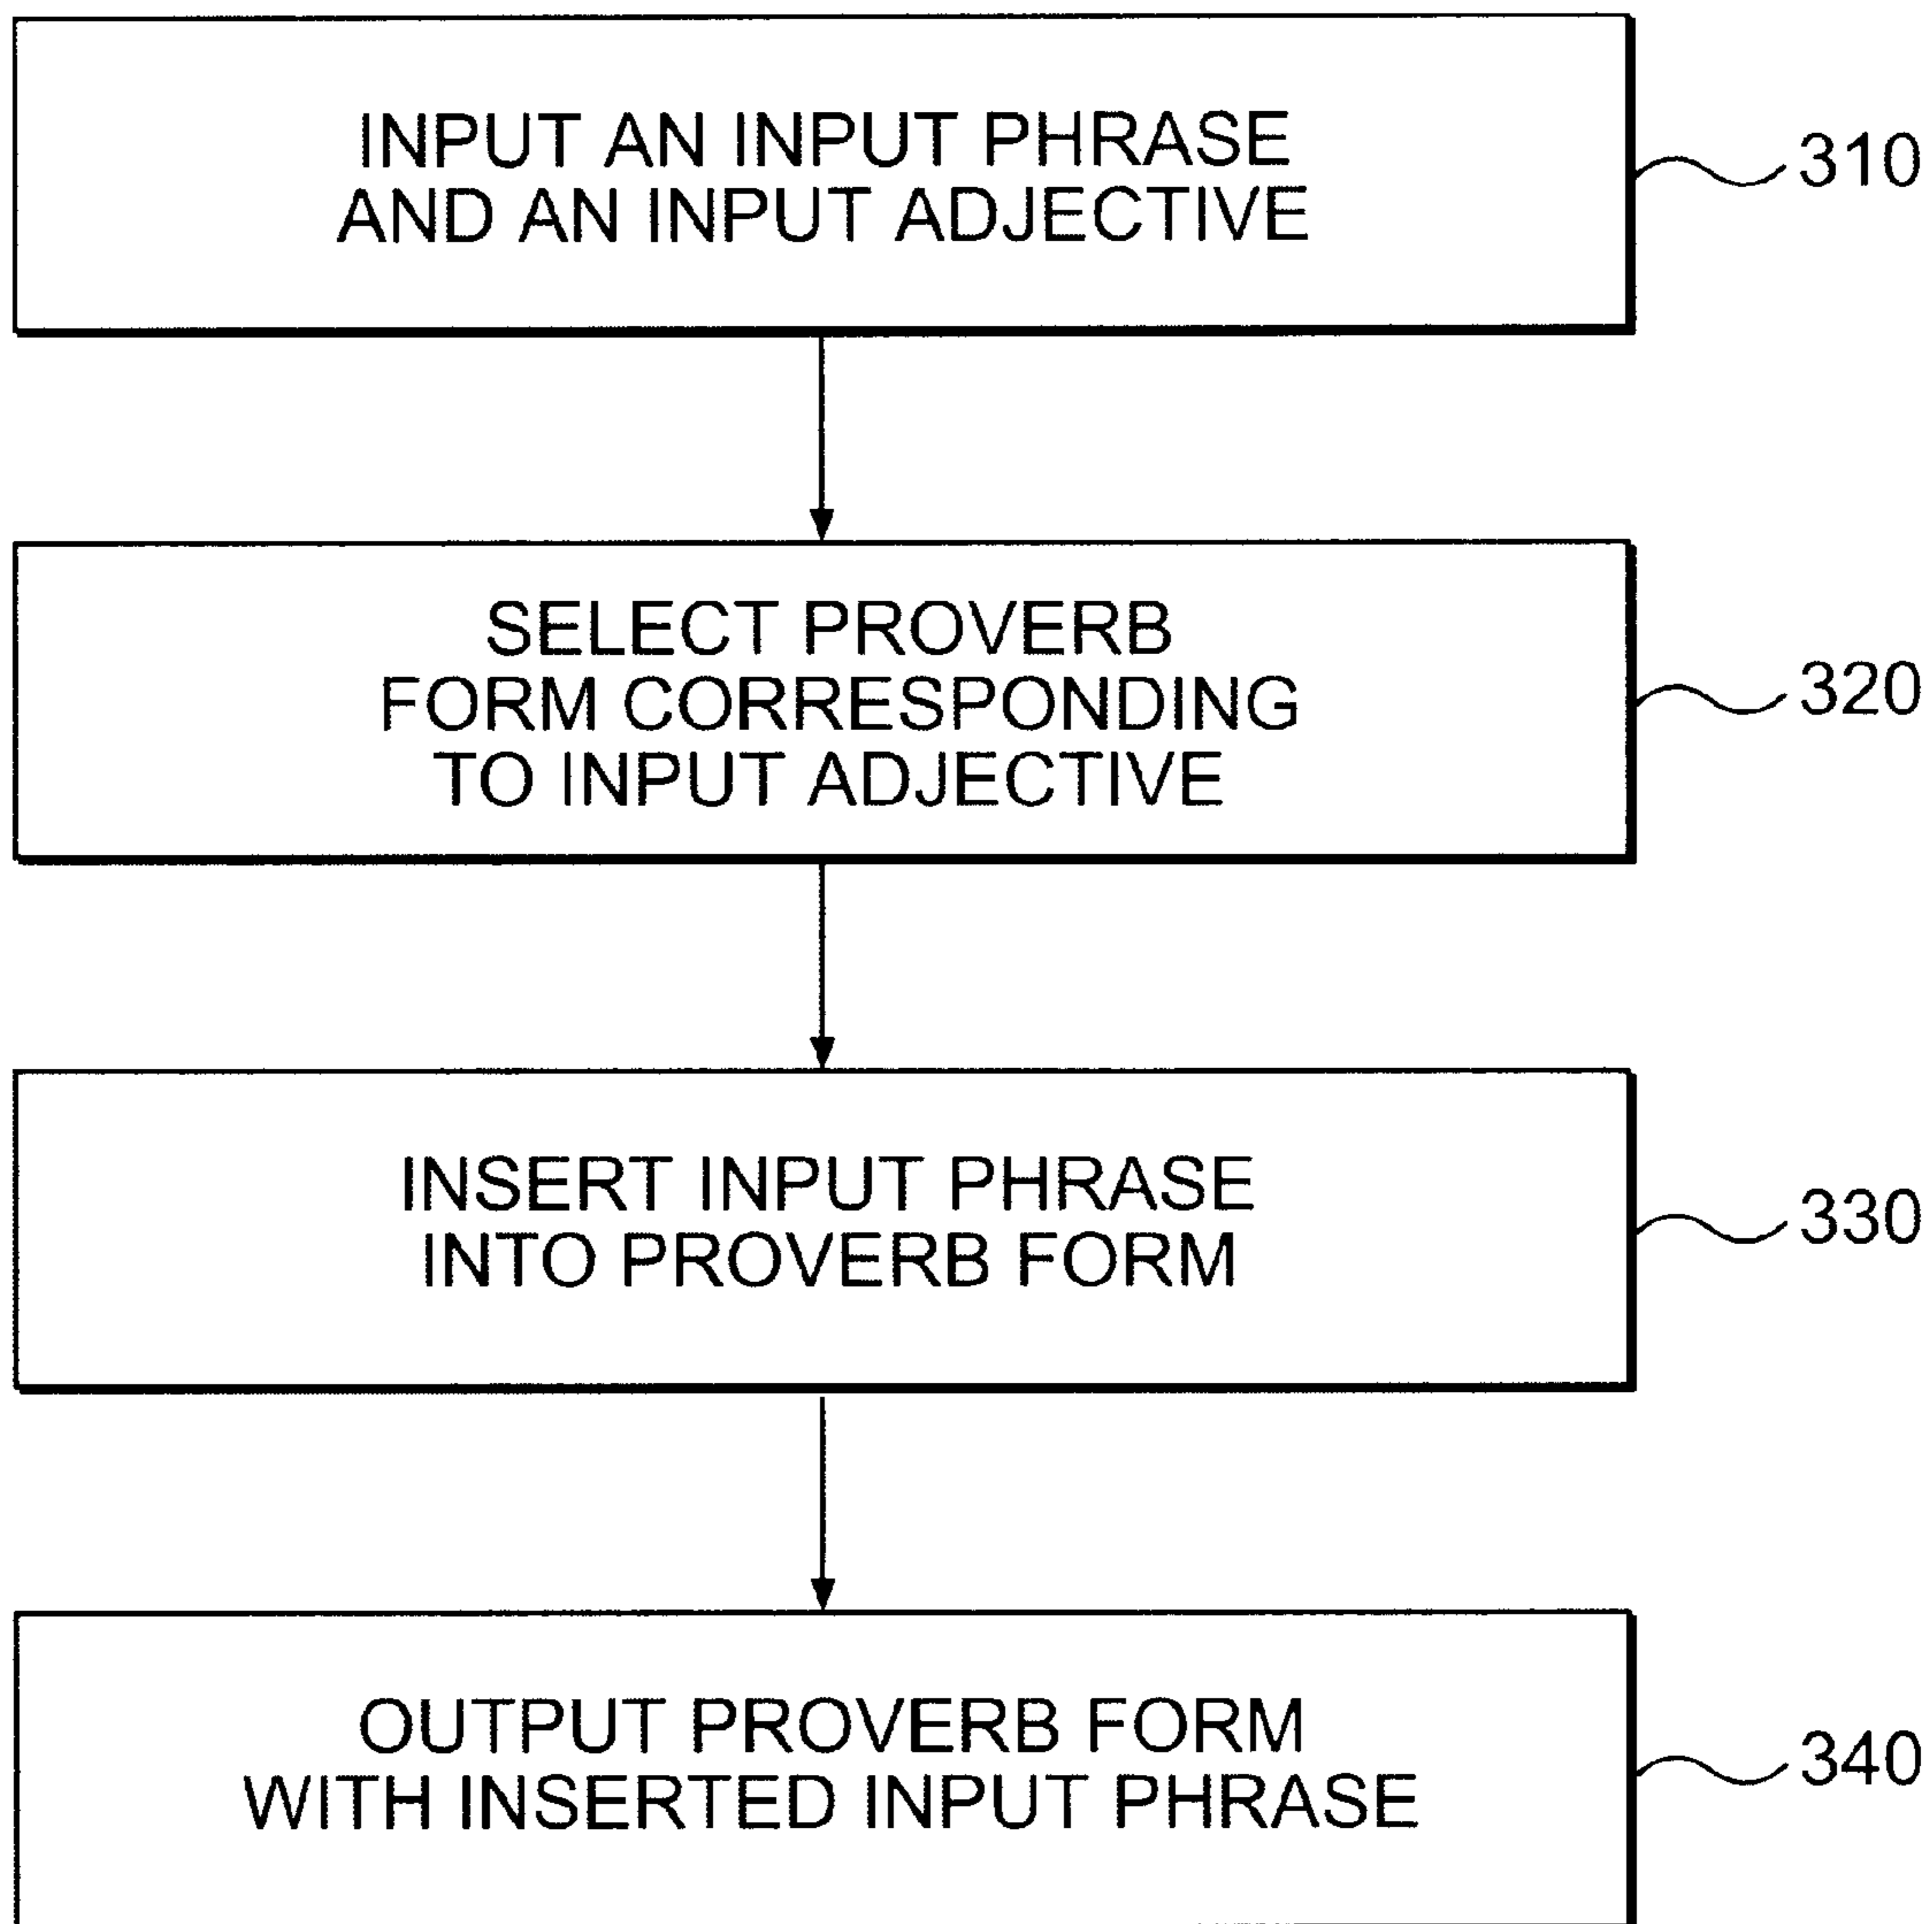 INPUT AN INPUT PHRASE
AND AN INPUT ADJECTIVE
310
SELECT PROVERB
FORM CORRESPONDING
TO INPUT ADJECTIVE
320
INSERT INPUT PHRASE
INTO PROVERB FORM
330
OUTPUT PROVERB FORM
WITH INSERTED INPUT PHRASE
340